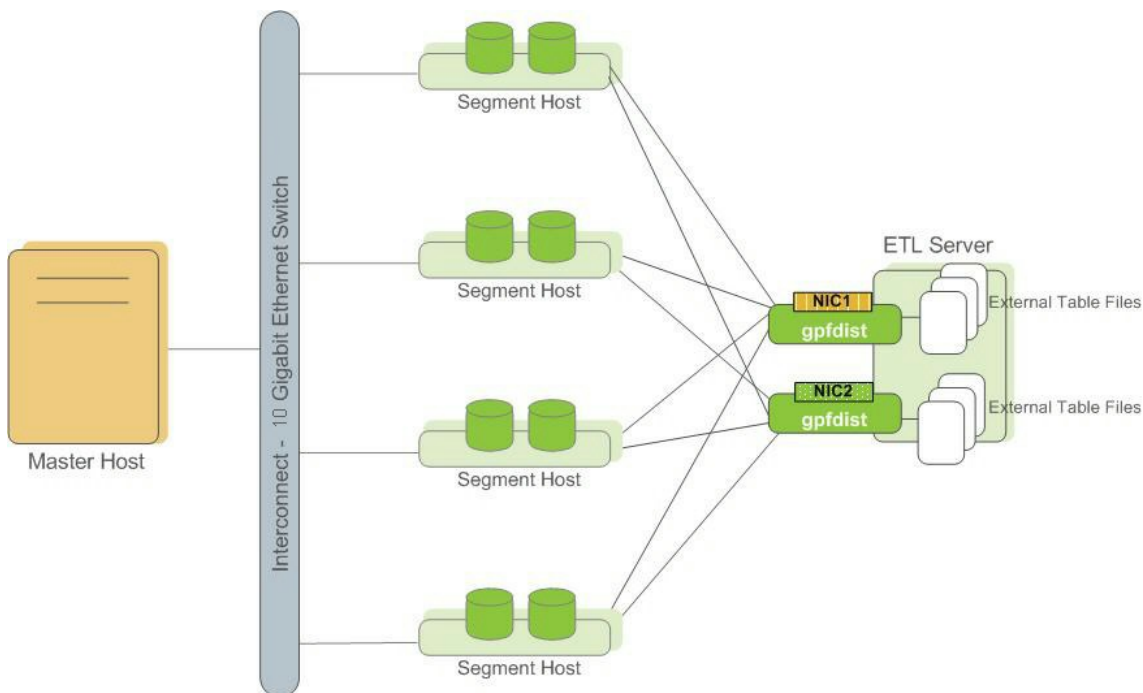 Master Host
Interconnect - 10 Gigabit Ethernet Switch
Segment Host
Segment Host
Segment Host
Segment Host
ETL Server
NIC1
gpfdist
External Table Files
NIC2
gpfdist
External Table Files